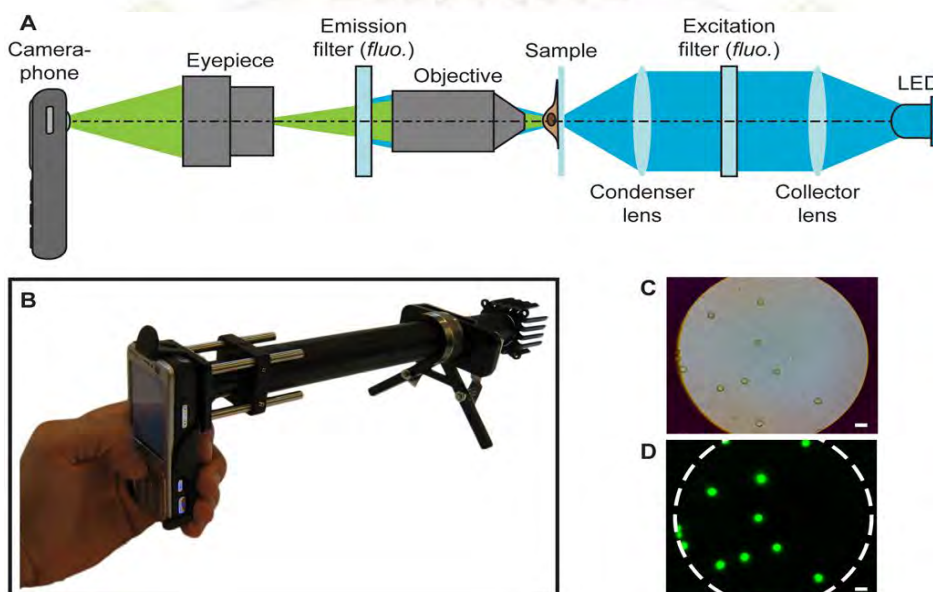 A
Camera-
phone
Eyepiece
Emission
filter (fluo.)
Objective
Sample
Excitation
filter (fluo.)
LED
Condenser
lens
Collector
lens
B
C
D